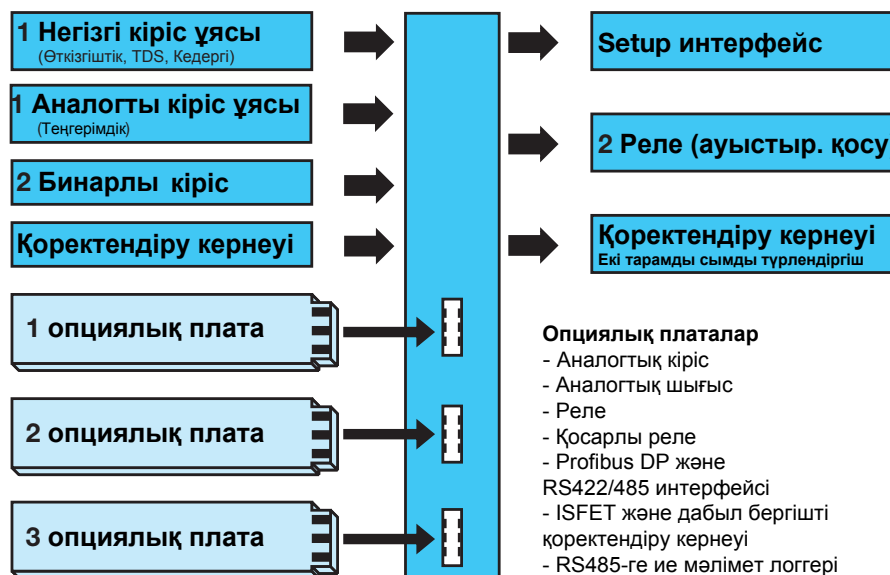 1 Негізгі кіріс ұясы
(Өткізгіштік, TDS, Кедергі)
1 Аналогты кіріс ұясы
(Теңгерімдік)
2 Бинарлы кіріс
Қоректендіру кернеуі
1 опциялық плата
2 опциялық плата
3 опциялық плата
Setup интерфейс
2 Реле (ауыстыр. қосу
Қоректендіру кернеуі
Екі тарамды сымды түрлендіргіш
Опциялық платалар
- Аналогтық кіріс
- Аналогтық шығыс
- Реле
- Қосарлы реле
- Profibus DP және
RS422/485 интерфейсі
- ISFET және дабыл бергішті
қоректендіру кернеуі
- RS485-ге ие мәлімет логгері